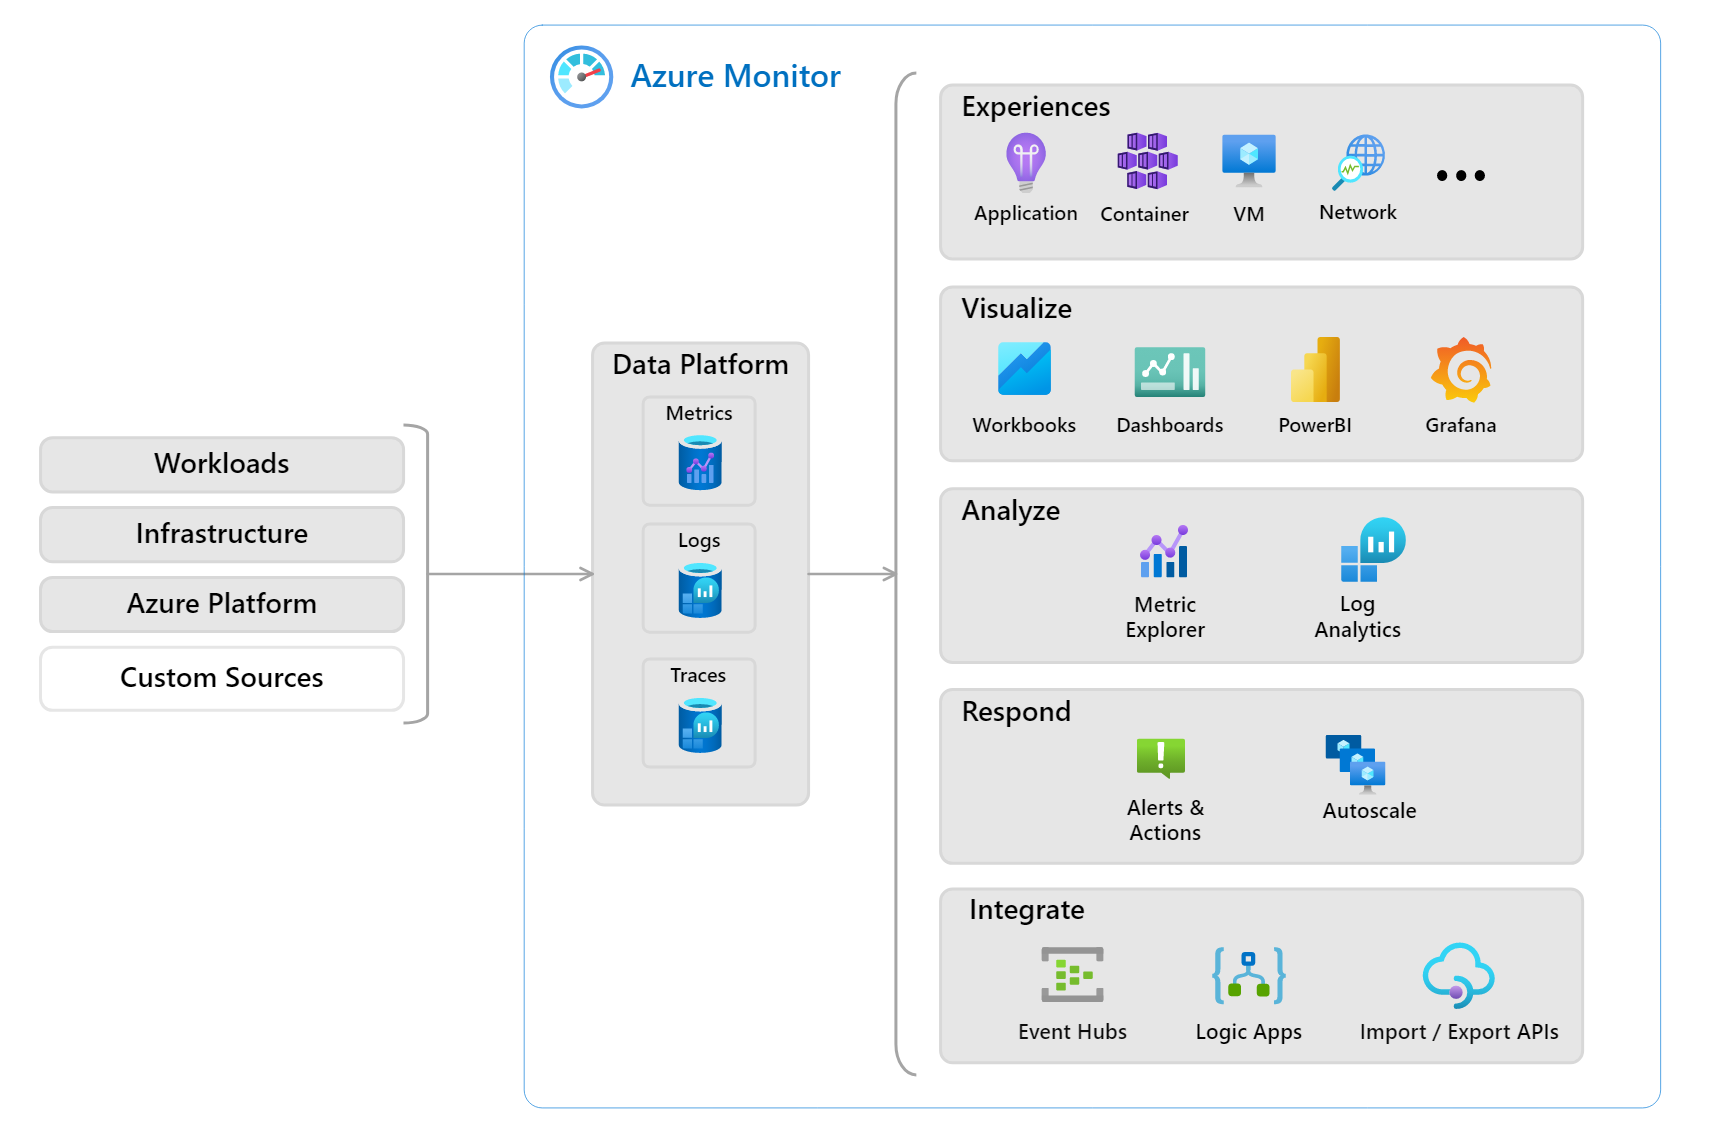 Azure Monitor
Workloads
Infrastructure
Azure Platform
Custom Sources
Data Platform
Metrics
Logs
Traces
Experiences
Application
Container
VM
Network
Visualize
Workbooks
Dashboards
PowerBI
Grafana
Analyze
Metric
Explorer
Log
Analytics
Respond
Alerts &
Actions
Autoscale
Integrate
Event Hubs
Logic Apps
Import / Export APIs